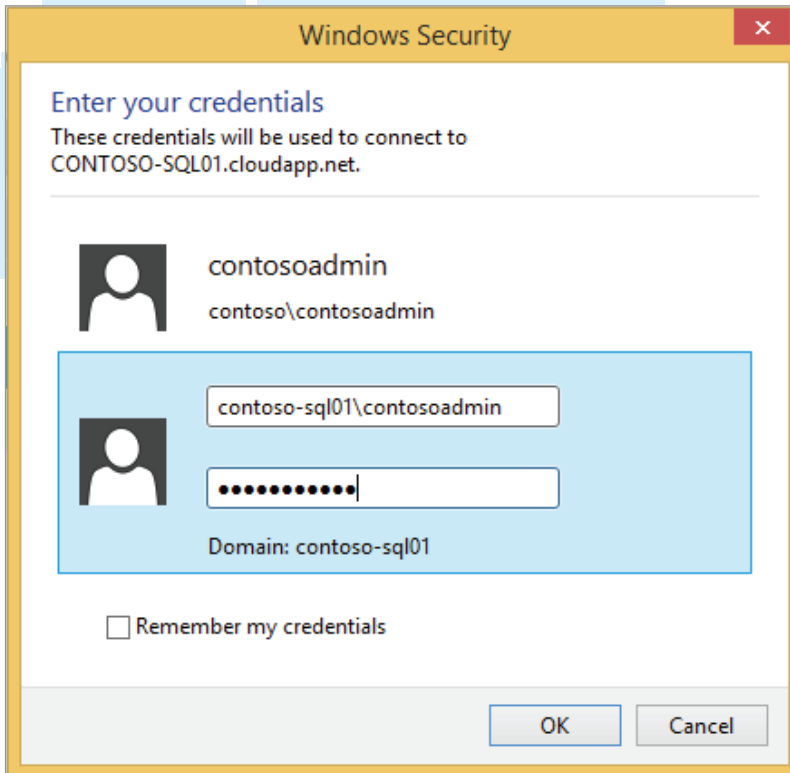 Windows Security
Enter your credentials
These credentials will be used to connect to
CONTOSO-SQL01.cloudapp.net.
contosoadmin
contoso\contosoadmin
contoso-sql01\contosoadmin
●●●●●●●●●●●
Domain: contoso-sql01
Remember my credentials
OK
Cancel